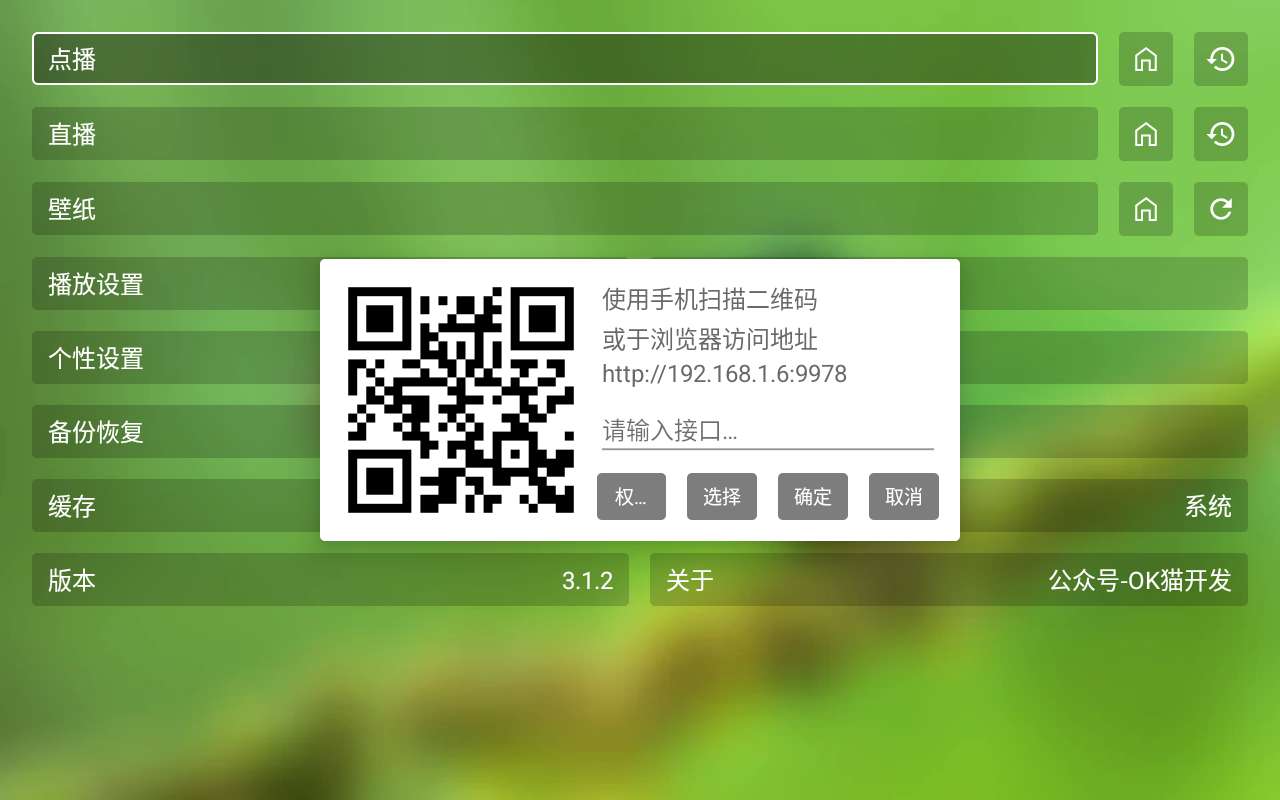 点播
直播
壁纸
播放设置
个性设置
备份恢复
缓存
系统
版本
3.1.2
关于
公众号-OK猫开发
使用手机扫描二维码
或于浏览器访问地址
http://192.168.1.6:9978
请输入接口...
权...
选择
确定
取消